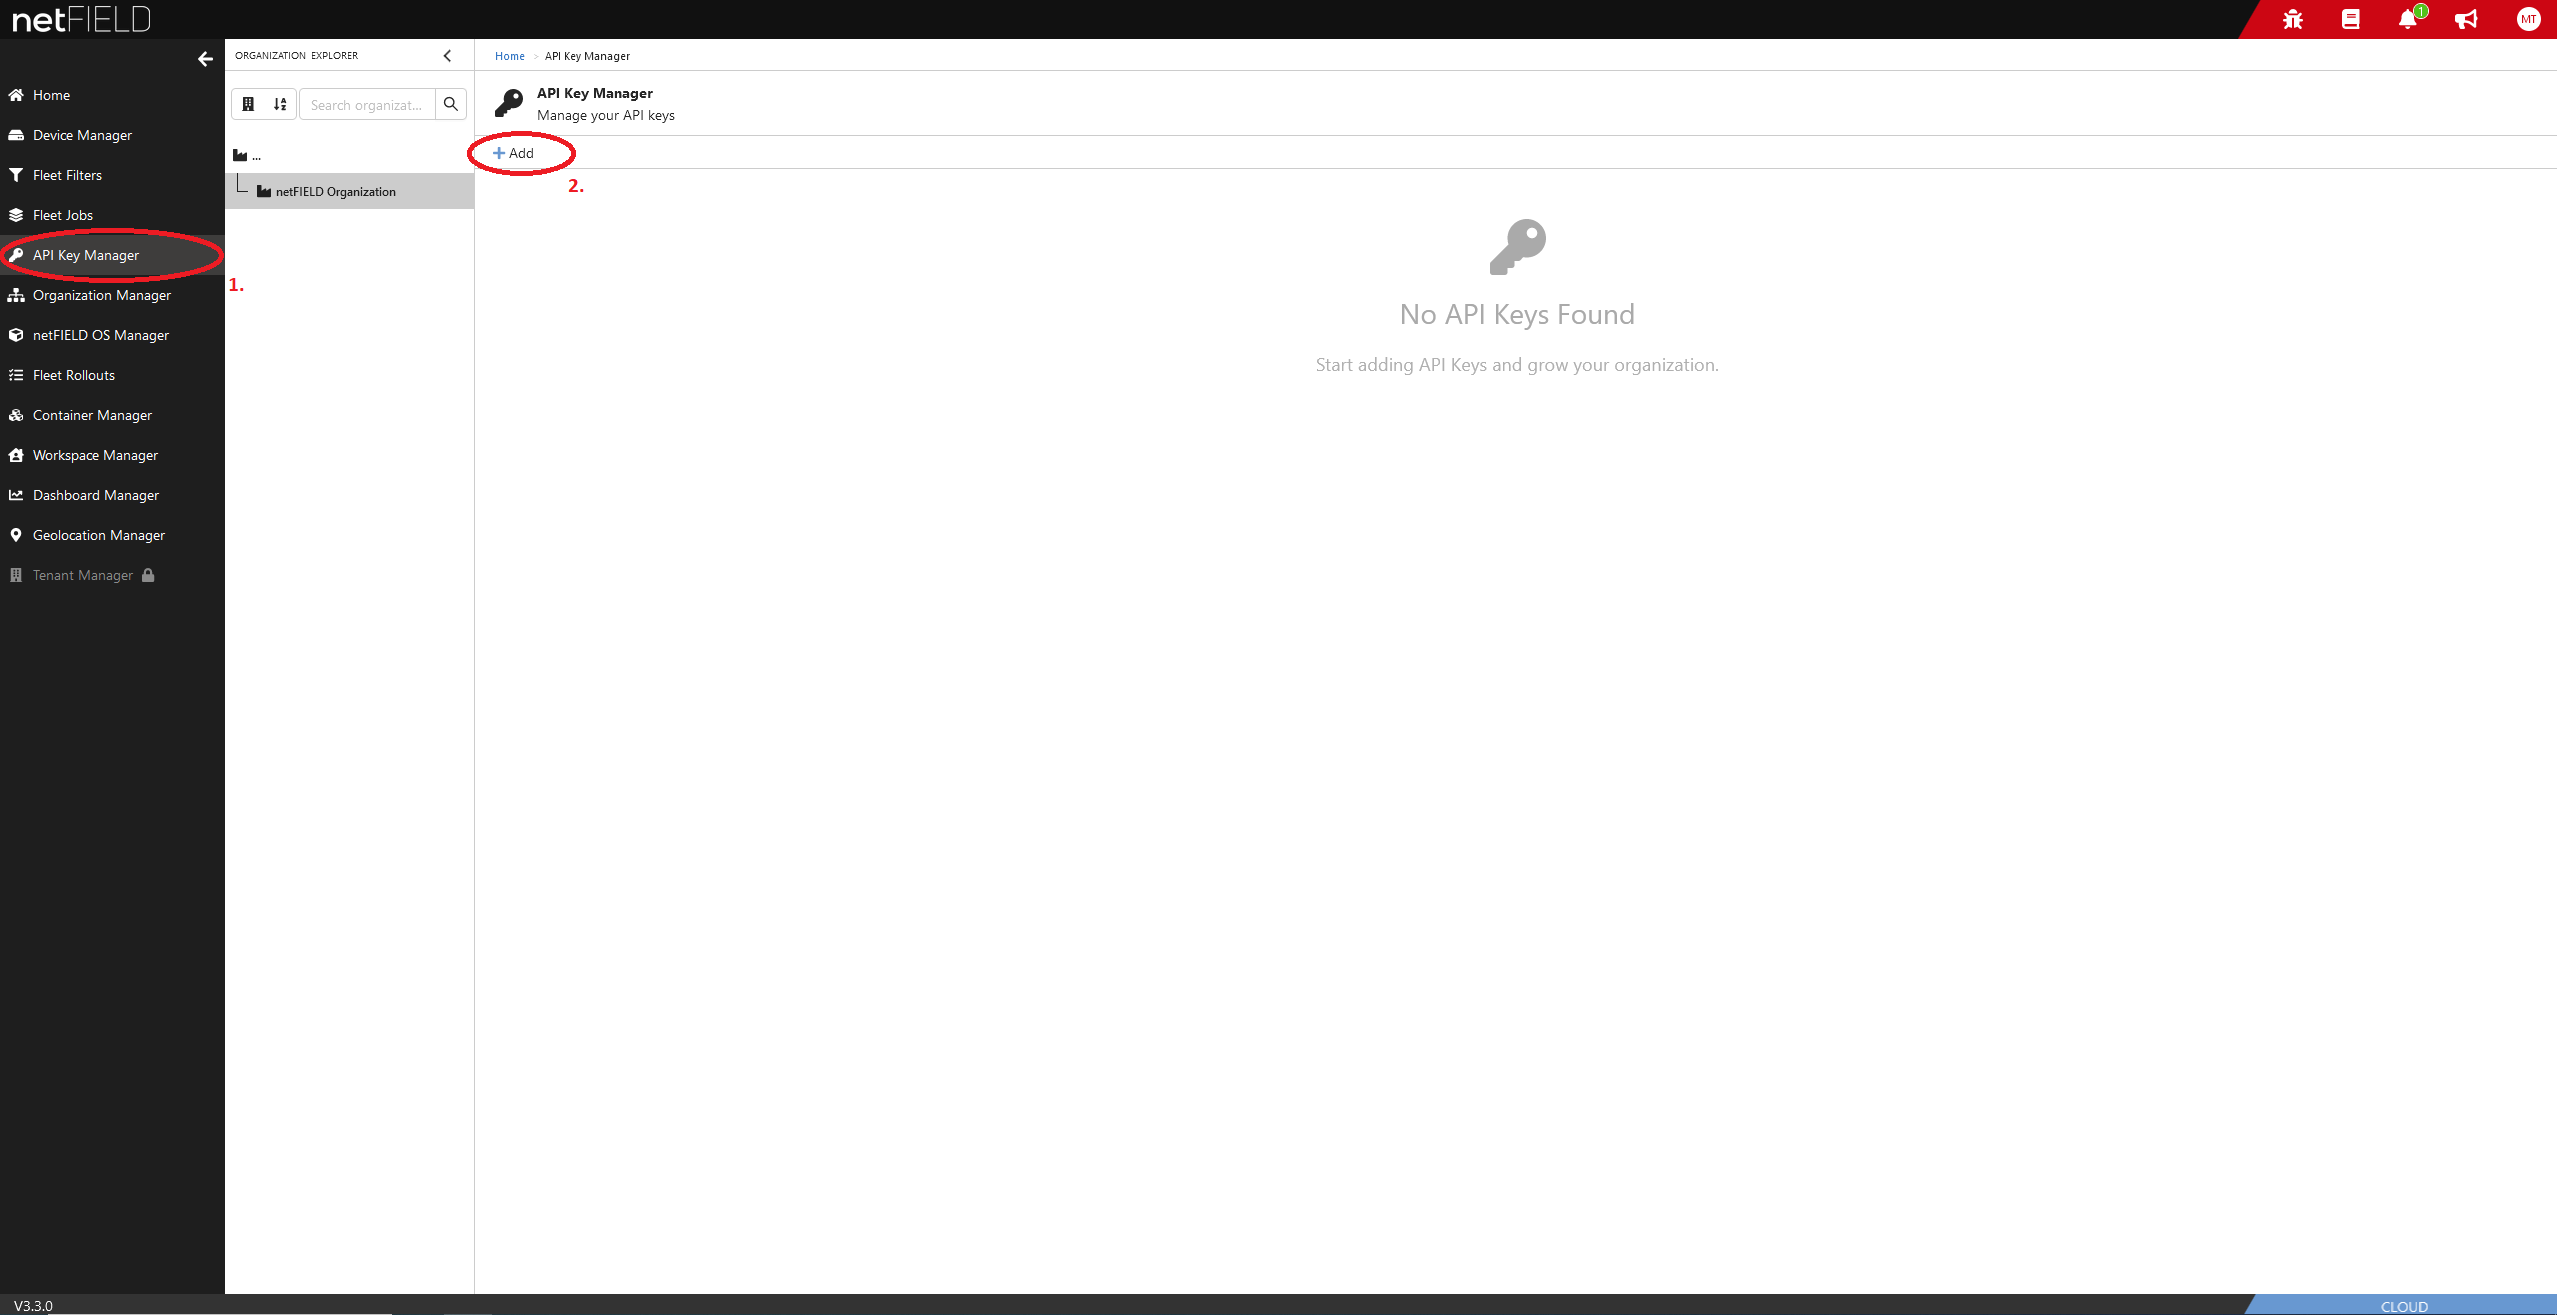 netFIELD
1
MT
ORGANIZATION EXPLORER
Home > API Key Manager
Home
Device Manager
Fleet Filters
Fleet Jobs
API Key Manager
1.
Organization Manager
netFIELD OS Manager
Fleet Rollouts
Container Manager
Workspace Manager
Dashboard Manager
Geolocation Manager
Tenant Manager
Search organizat...
...
netFIELD Organization
API Key Manager
Manage your API keys
+ Add
2.
No API Keys Found
Start adding API Keys and grow your organization.
V3.3.0
CLOUD